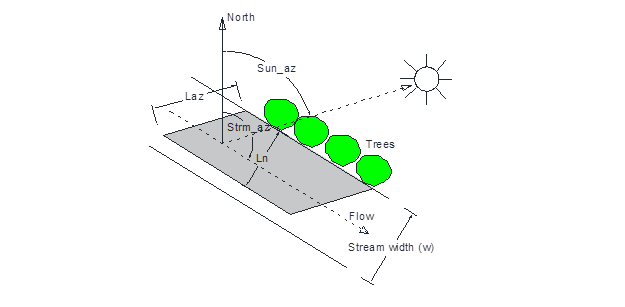 North
Sun_az
Laz
Strm_az
Trees
Ln
Flow
Stream width (w)